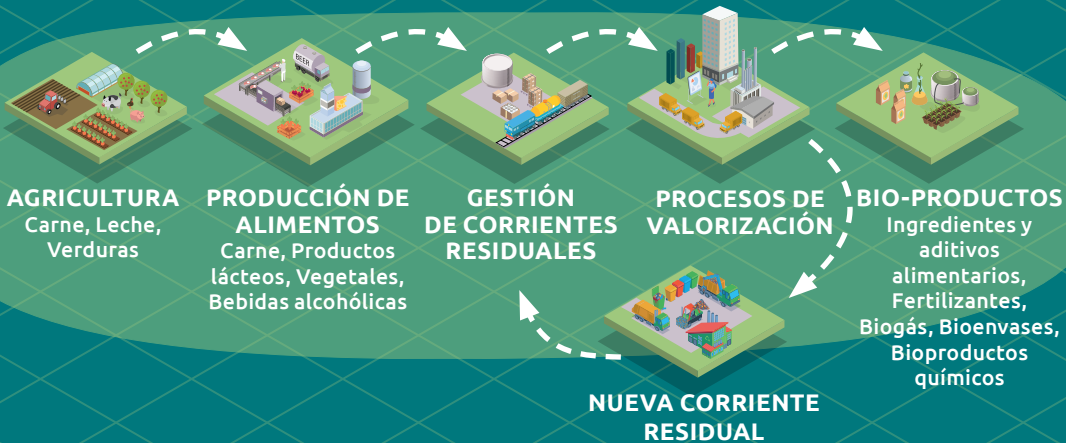 BEER
AGRICULTURA
Carne, Leche,
Verduras
PRODUCCIÓN DE
ALIMENTOS
Carne, Productos
lácteos, Vegetales,
Bebidas alcohólicas
GESTIÓN
DE CORRIENTES
RESIDUALES
PROCESOS DE
VALORIZACIÓN
BIO-PRODUCTOS
Ingredientes y
aditivos
alimentarios,
Fertilizantes,
Biogás, Bioenvases,
Bioproductos
químicos
NUEVA CORRIENTE
RESIDUAL